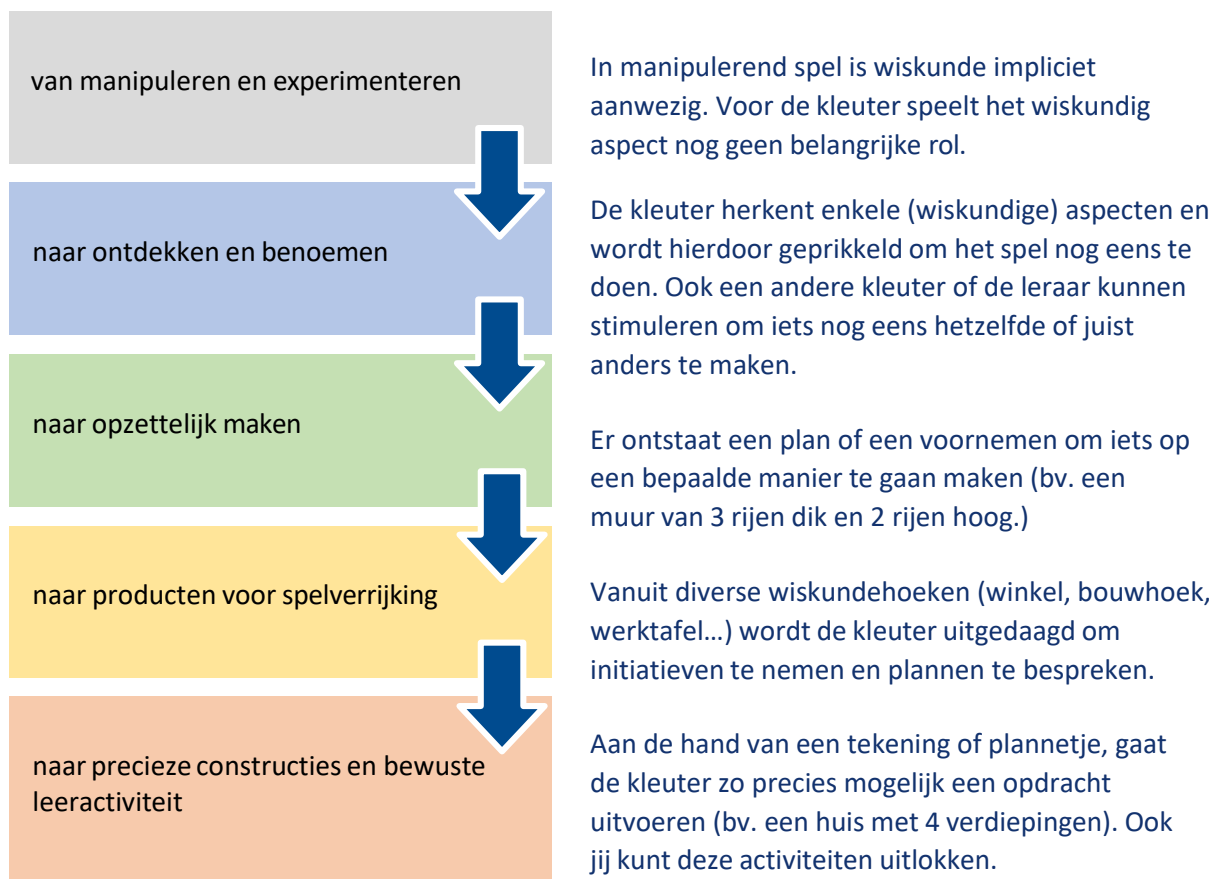 van manipuleren en experimenteren
In manipulerend spel is wiskunde impliciet
aanwezig. Voor de kleuter speelt het wiskundig
aspect nog geen belangrijke rol.
naar ontdekken en benoemen
De kleuter herkent enkele (wiskundige) aspecten en
wordt hierdoor geprikkeld om het spel nog eens te
doen. Ook een andere kleuter of de leraar kunnen
stimuleren om iets nog eens hetzelfde of juist
anders te maken.
naar opzettelijk maken
Er ontstaat een plan of een voornemen om iets op
een bepaalde manier te gaan maken (bv. een
muur van 3 rijen dik en 2 rijen hoog.)
naar producten voor spelverrijking
Vanuit diverse wiskundehoeken (winkel, bouwhoek,
werktafel…) wordt de kleuter uitgedaagd om
initiatieven te nemen en plannen te bespreken.
naar precieze constructies en bewuste
leeractiviteit
Aan de hand van een tekening of plannetje, gaat
de kleuter zo precies mogelijk een opdracht
uitvoeren (bv. een huis met 4 verdiepingen). Ook
jij kunt deze activiteiten uitlokken.